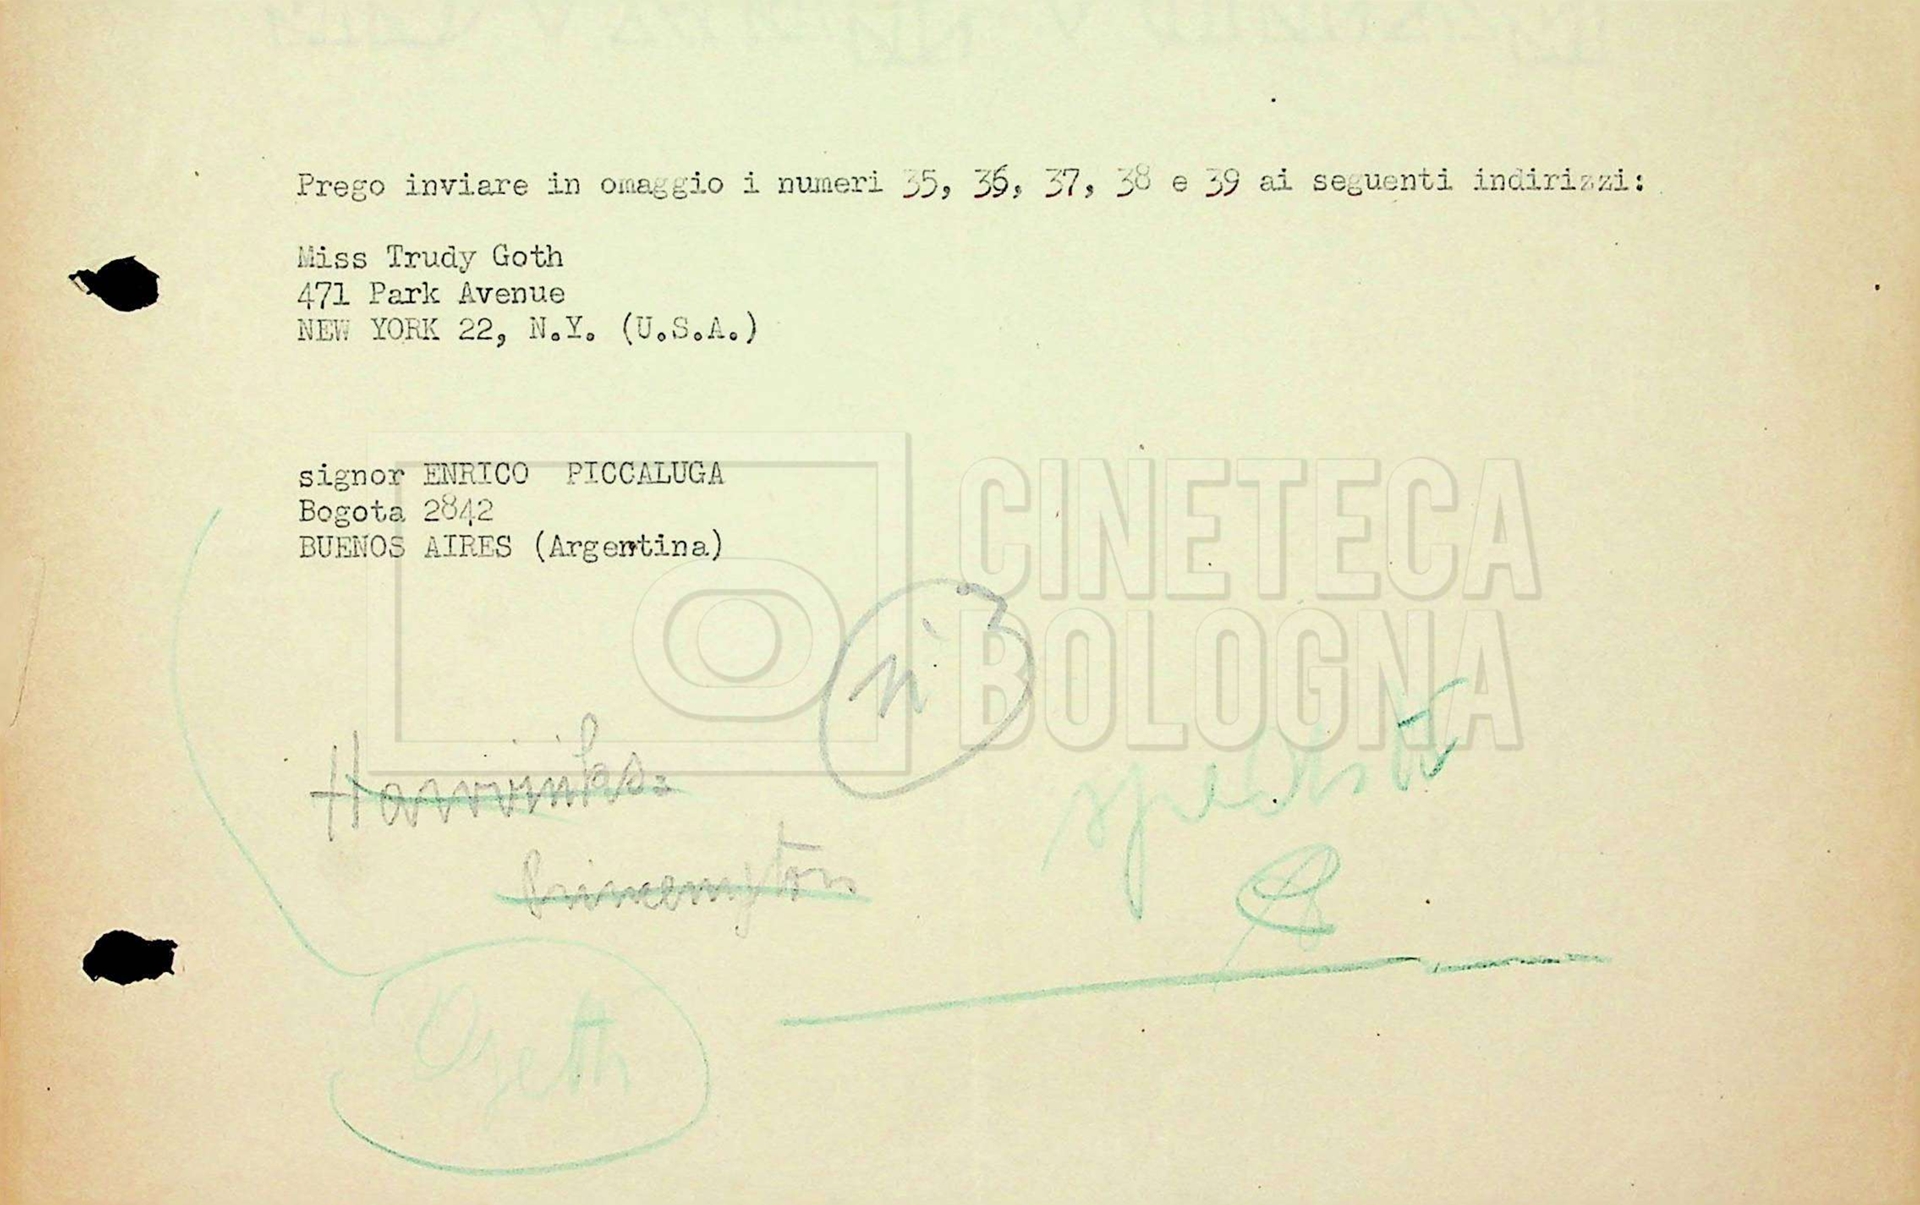 Prego inviare in omaggio i numeri 35, 36, 37, 38 e 39 ai seguenti indirizzi:
Miss Trudy Goth
471 Park Avenue
NEW YORK 22, N.Y. (U.S.A.)
signor ENRICO PICCALUGA
Bogota 2842
BUENOS AIRES (Argentina)
CINETECA
BOLOGNA
spedito